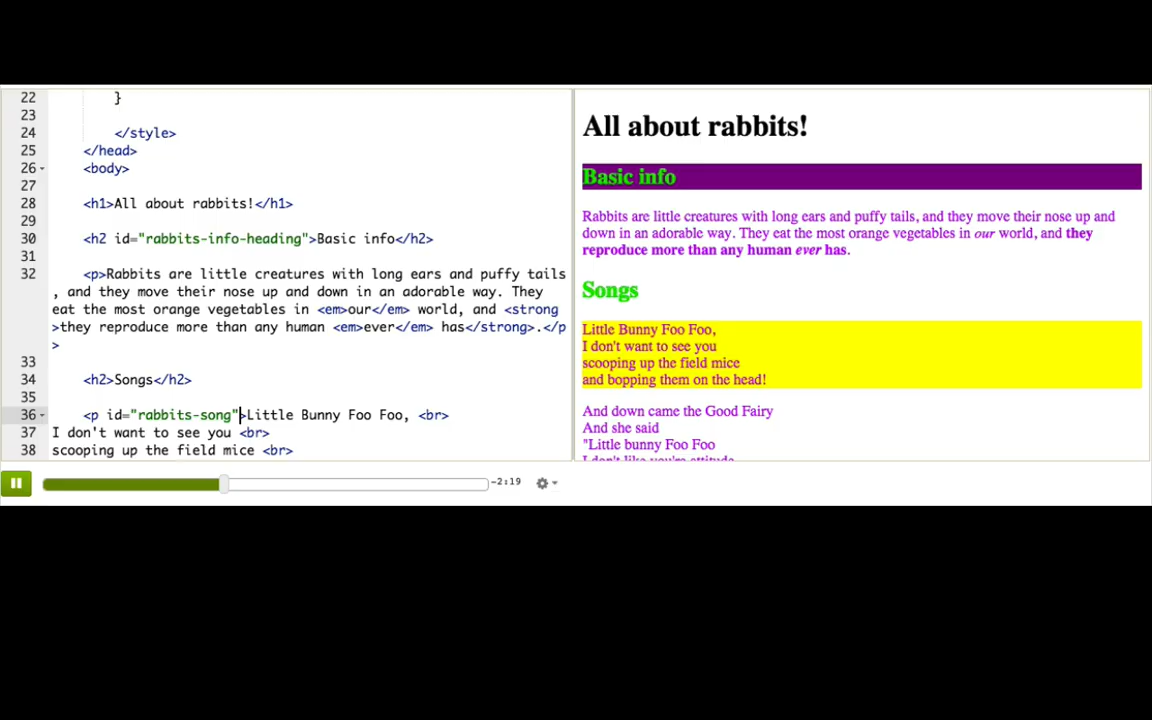 22 }
23
24 </style>
25 </head>
26 <body>
27
28 <h1>All about rabbits!</h1>
29
30 <h2 id="rabbits-info-heading">Basic info</h2>
31
32 <p>Rabbits are little creatures with long ears and puffy tails
, and they move their nose up and down in an adorable way. They
eat the most orange vegetables in <em>our</em> world, and <strong
>they reproduce more than any human <em>ever</em> has</strong>.</p
>
33
34 <h2>Songs</h2>
35
36 <p id="rabbits-song">Little Bunny Foo Foo, <br>
37 I don't want to see you <br>
38 scooping up the field mice <br>
All about rabbits!
Basic info
Rabbits are little creatures with long ears and puffy tails, and they move their nose up and
down in an adorable way. They eat the most orange vegetables in our world, and they
reproduce more than any human ever has.
Songs
Little Bunny Foo Foo,
I don't want to see you
scooping up the field mice
and bopping them on the head!
And down came the Good Fairy
And she said
"Little bunny Foo Foo
I don't like you're attitude
-2:19